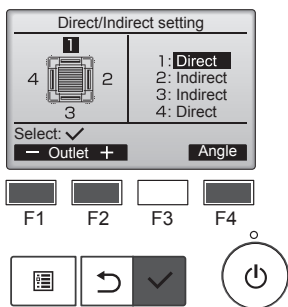 Direct/Indirect setting
1
4 2
3
1: Direct
2: Indirect
3: Indirect
4: Direct
Select: ✓
− Outlet + Angle
F1 F2 F3 F4